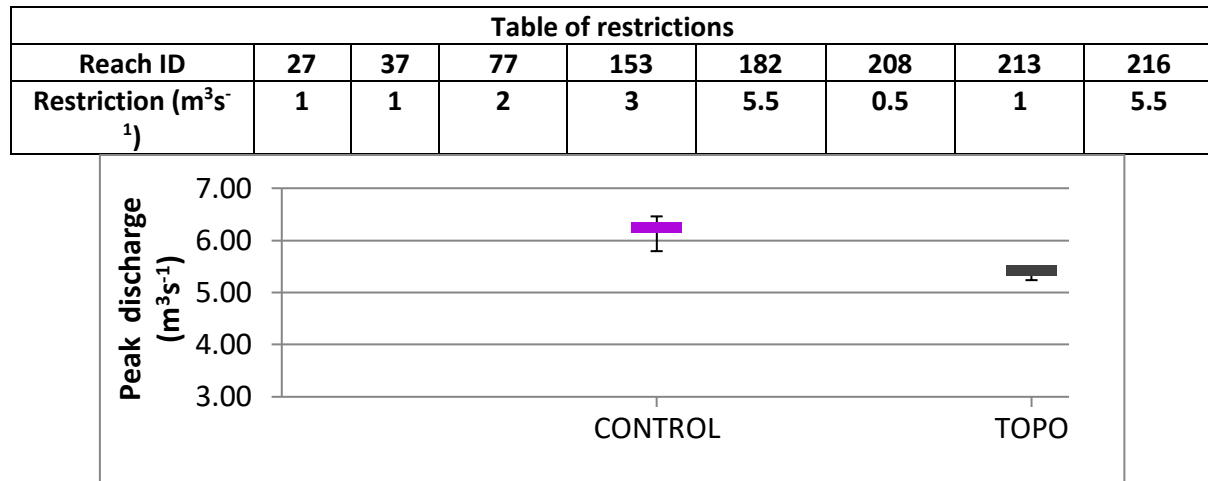 Table of restrictions
Reach ID 27 37 77 153 182 208 213 216
Restriction (m³s⁻¹) 1 1 2 3 5.5 0.5 1 5.5
Peak discharge
(m³s⁻¹)
7.00
6.00
5.00
4.00
3.00
CONTROL TOPO